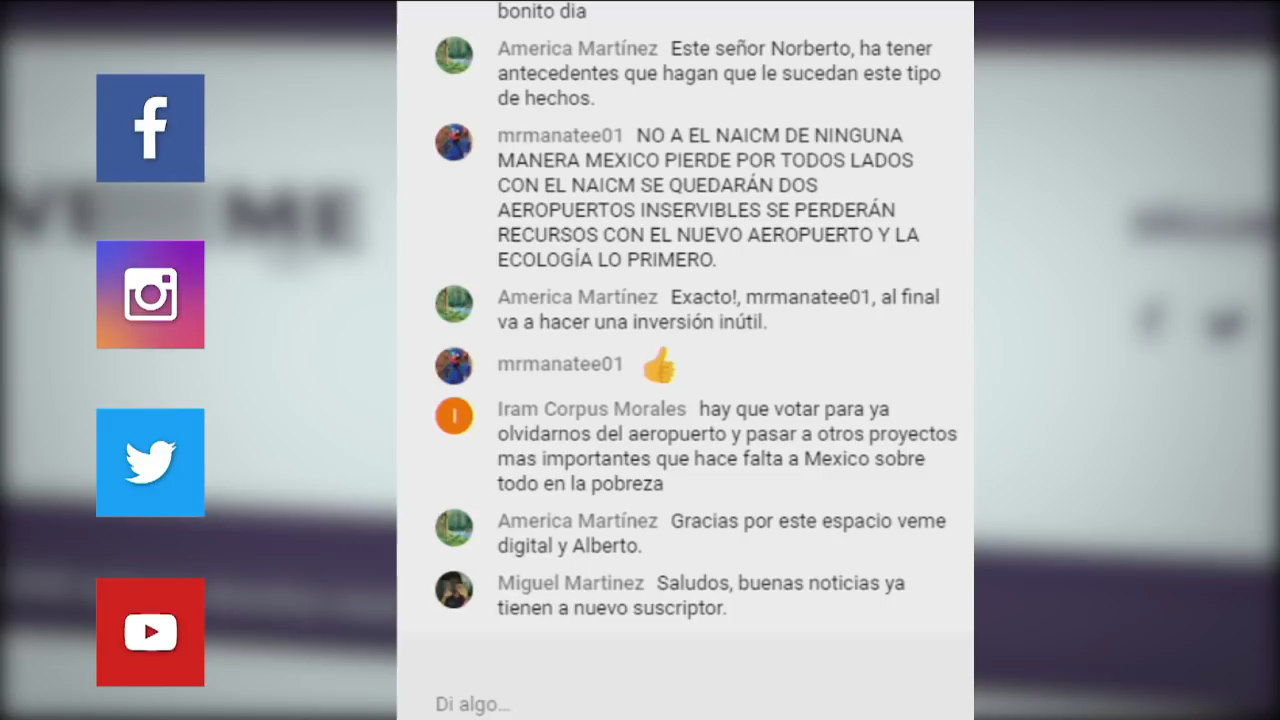 bonito dia
America Martínez Este señor Norberto, ha tener
antecedentes que hagan que le sucedan este tipo
de hechos.
mrmanatee01 NO A EL NAICM DE NINGUNA
MANERA MEXICO PIERDE POR TODOS LADOS
CON EL NAICM SE QUEDARÁN DOS
AEROPUERTOS INSERVIBLES SE PERDERÁN
RECURSOS CON EL NUEVO AEROPUERTO Y LA
ECOLOGÍA LO PRIMERO.
America Martínez Exacto!, mrmanatee01, al final
va a hacer una inversión inútil.
mrmanatee01
I
Iram Corpus Morales hay que votar para ya
olvidarnos del aeropuerto y pasar a otros proyectos
mas importantes que hace falta a Mexico sobre
todo en la pobreza
America Martínez Gracias por este espacio veme
digital y Alberto.
Miguel Martinez Saludos, buenas noticias ya
tienen a nuevo suscriptor.
Di algo...